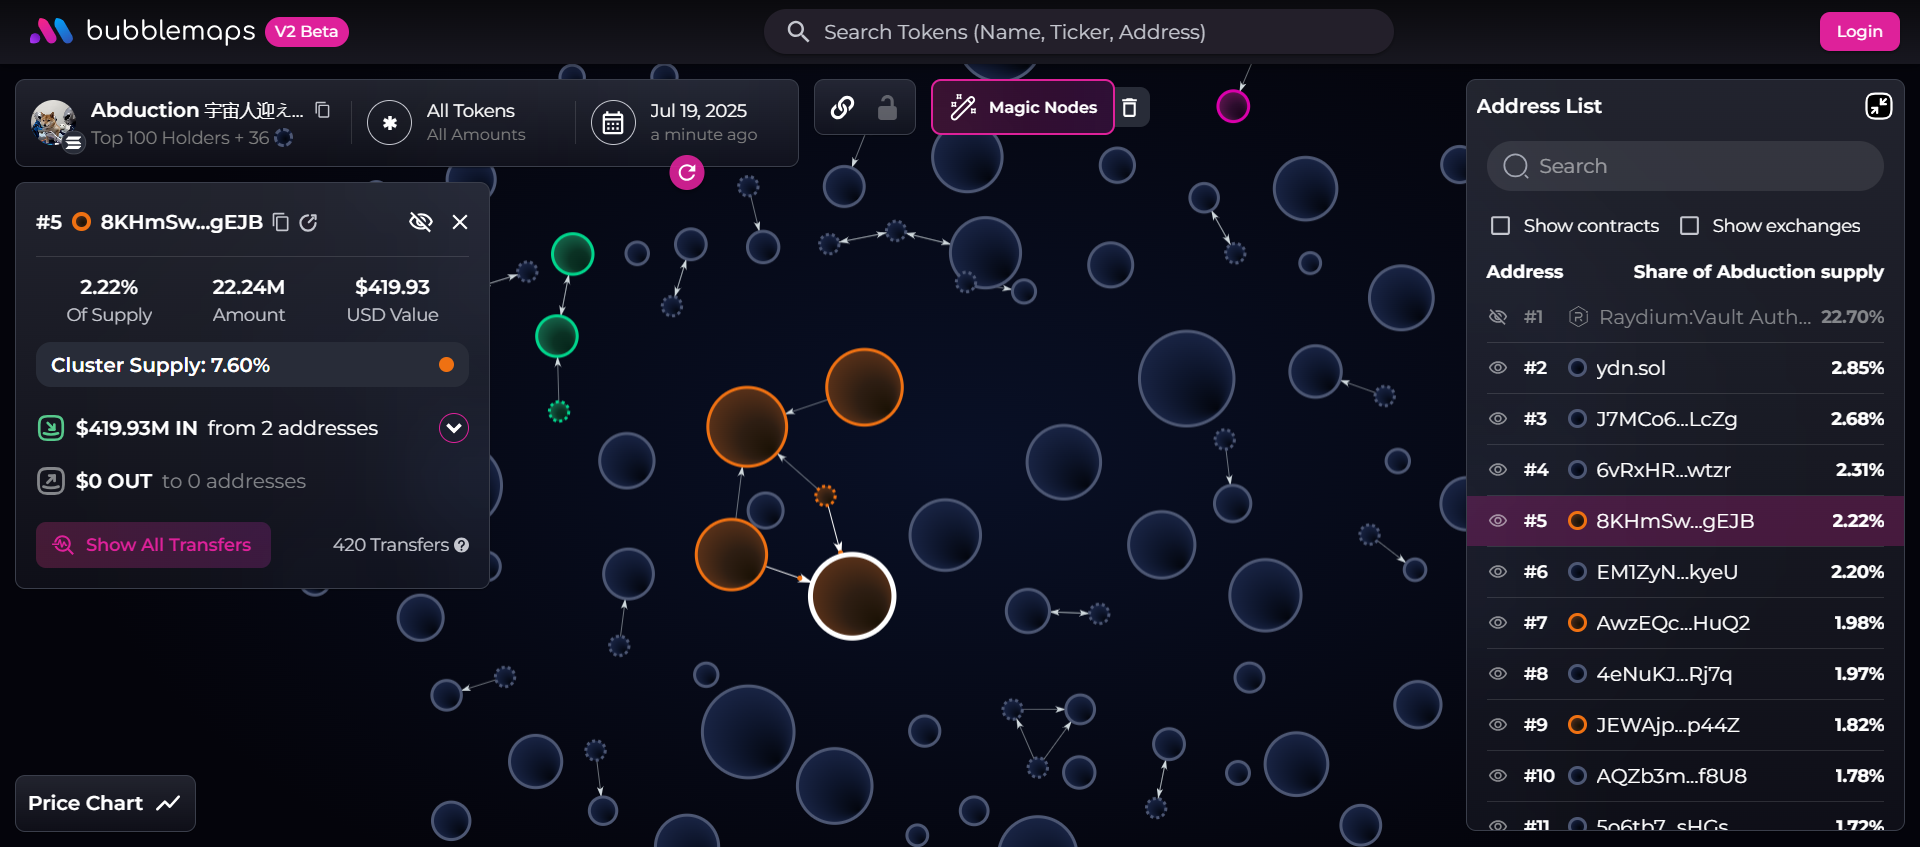 bubblemaps V2 Beta
Search Tokens (Name, Ticker, Address)
Login
Abduction 宇宙人迎え...
Top 100 Holders + 36
All Tokens
All Amounts
Jul 19, 2025
a minute ago
Magic Nodes
#5 8KHmSw...gEJB
2.22% 22.24M $419.93
Of Supply Amount USD Value
Cluster Supply: 7.60%
$419.93M IN from 2 addresses
$0 OUT to 0 addresses
Show All Transfers 420 Transfers ?
Price Chart
Address List
Search
Show contracts Show exchanges
Address Share of Abduction supply
#1 Raydium:Vault Auth... 22.70%
#2 ydn.sol 2.85%
#3 J7MCo6...LcZg 2.68%
#4 6vRxHR...wtzr 2.31%
#5 8KHmSw...gEJB 2.22%
#6 EM1ZyN...kyeU 2.20%
#7 AwzEQc...HuQ2 1.98%
#8 4eNuKJ...Rj7q 1.97%
#9 JEWAjp...p44Z 1.82%
#10 AQZb3m...f8U8 1.78%
#11 5o6tb7...sHGs 1.72%